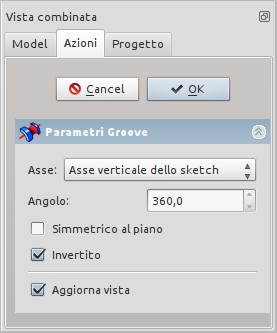 Vista combinata
Model Azioni Progetto
Cancel OK
Parametri Groove
Asse: Asse verticale dello sketch
Angolo: 360,0
Simmetrico al piano
Invertito
Aggiorna vista